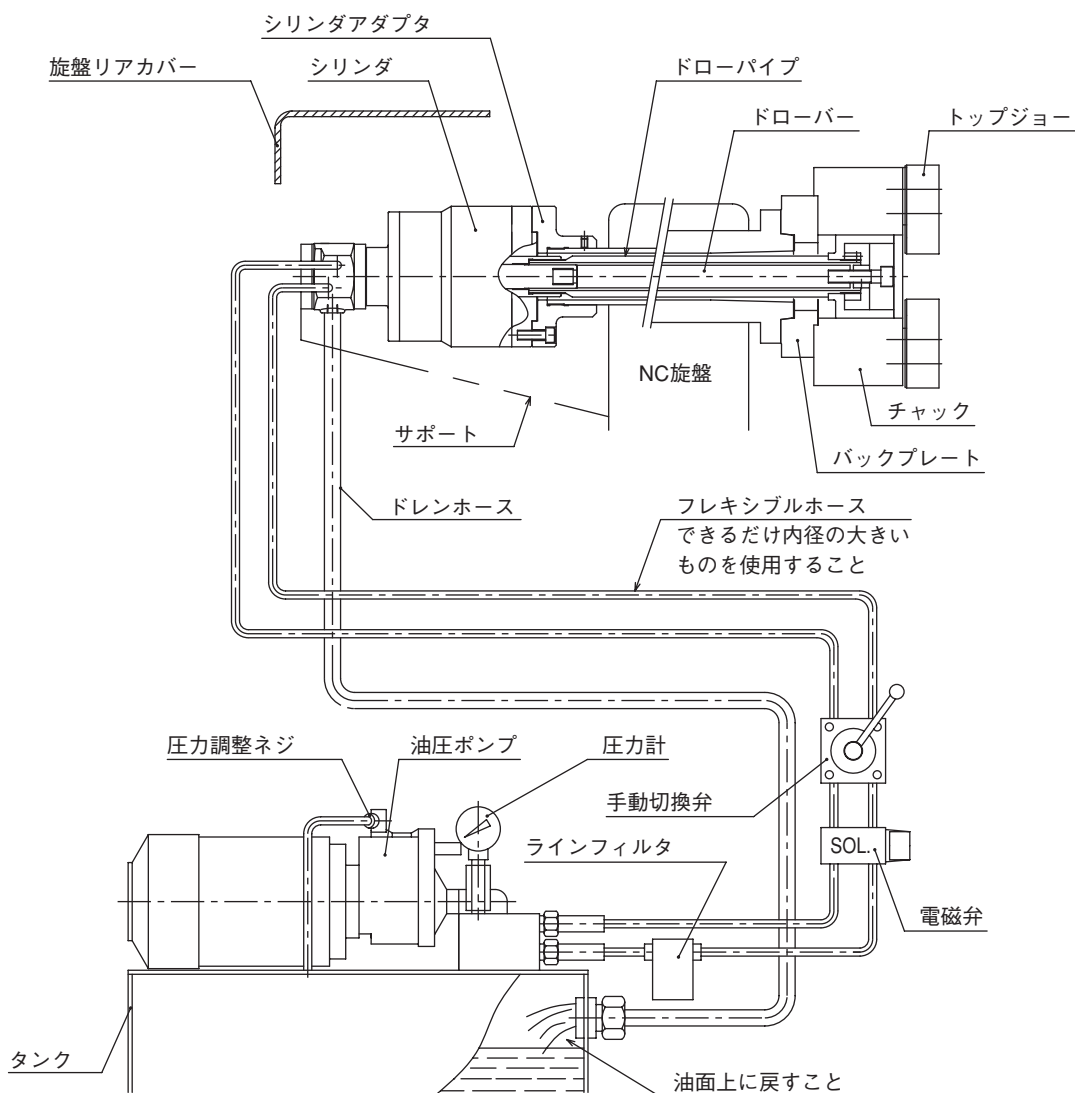 シリンダアダプタ
旋盤リアカバー
シリンダ
ドローパイプ
ドローバー
トップジョー
NC旋盤
チャック
サポート
バックプレート
ドレンホース
フレキシブルホース
できるだけ内径の大きい
ものを使用すること
圧力調整ネジ
油圧ポンプ
圧力計
手動切換弁
ラインフィルタ
SOL.
電磁弁
タンク
油面上に戻すこと